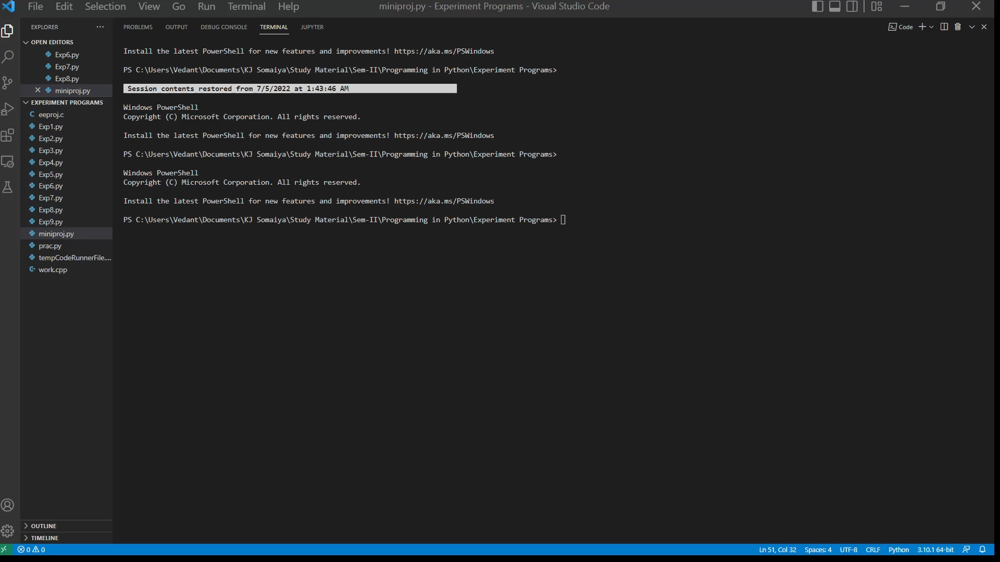 File Edit Selection View Go Run Terminal Help
miniproj.py - Experiment Programs - Visual Studio Code
EXPLORER
OPEN EDITORS
Exp6.py
Exp7.py
Exp8.py
miniproj.py
EXPERIMENT PROGRAMS
eeproj.c
Exp1.py
Exp2.py
Exp3.py
Exp4.py
Exp5.py
Exp6.py
Exp7.py
Exp8.py
Exp9.py
miniproj.py
prac.py
tempCodeRunnerFile....
work.cpp
OUTLINE
TIMELINE
PROBLEMS OUTPUT DEBUG CONSOLE TERMINAL JUPYTER
Code
Install the latest PowerShell for new features and improvements! https://aka.ms/PSWindows
PS C:\Users\Vedant\Documents\KJ Somaiya\Study Material\Sem-II\Programming in Python\Experiment Programs>
Session contents restored from 7/5/2022 at 1:43:46 AM
Windows PowerShell
Copyright (C) Microsoft Corporation. All rights reserved.
Install the latest PowerShell for new features and improvements! https://aka.ms/PSWindows
PS C:\Users\Vedant\Documents\KJ Somaiya\Study Material\Sem-II\Programming in Python\Experiment Programs>
Windows PowerShell
Copyright (C) Microsoft Corporation. All rights reserved.
Install the latest PowerShell for new features and improvements! https://aka.ms/PSWindows
PS C:\Users\Vedant\Documents\KJ Somaiya\Study Material\Sem-II\Programming in Python\Experiment Programs>
0 0
Ln 51, Col 32 Spaces: 4 UTF-8 CRLF Python 3.10.1 64-bit